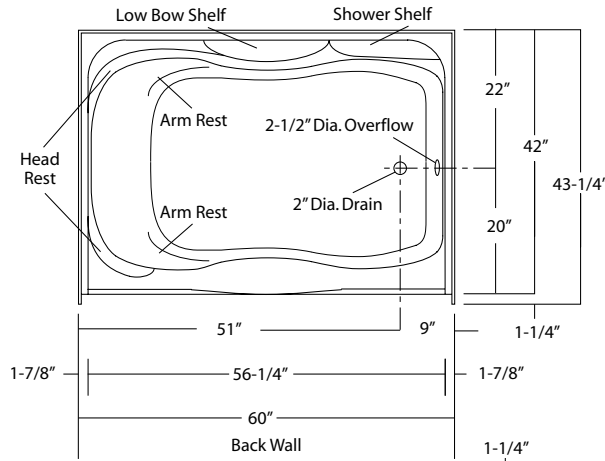 Low Bow Shelf
Shower Shelf
Arm Rest
2-1/2” Dia. Overflow
22”
42”
43-1/4’
Head
Rest
2” Dia. Drain
Arm Rest
20”
51”
9”
1-1/4”
1-7/8”
56-1/4”
1-7/8”
60”
Back Wall
1-1/4”